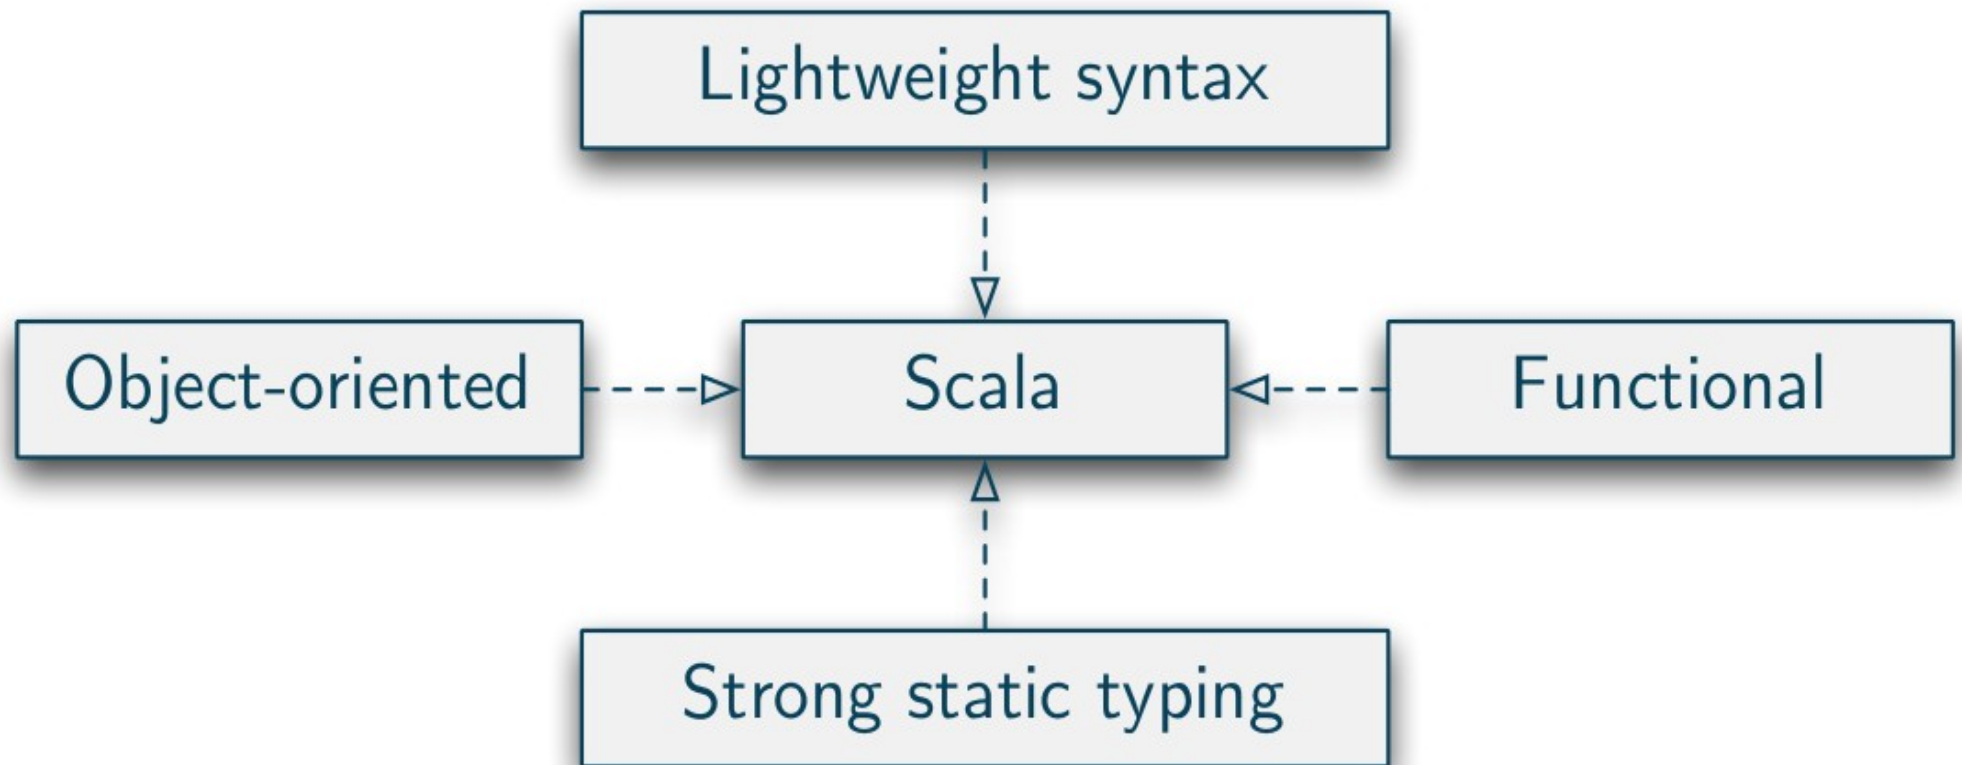 Lightweight syntax
Object-oriented
Scala
Functional
Strong static typing